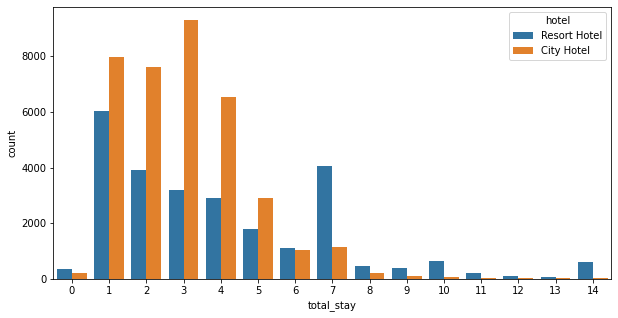 hotel
Resort Hotel
City Hotel
8000
6000
4000
2000
0
count
0 1 2 3 4 5 6 7 8 9 10 11 12 13 14
total_stay